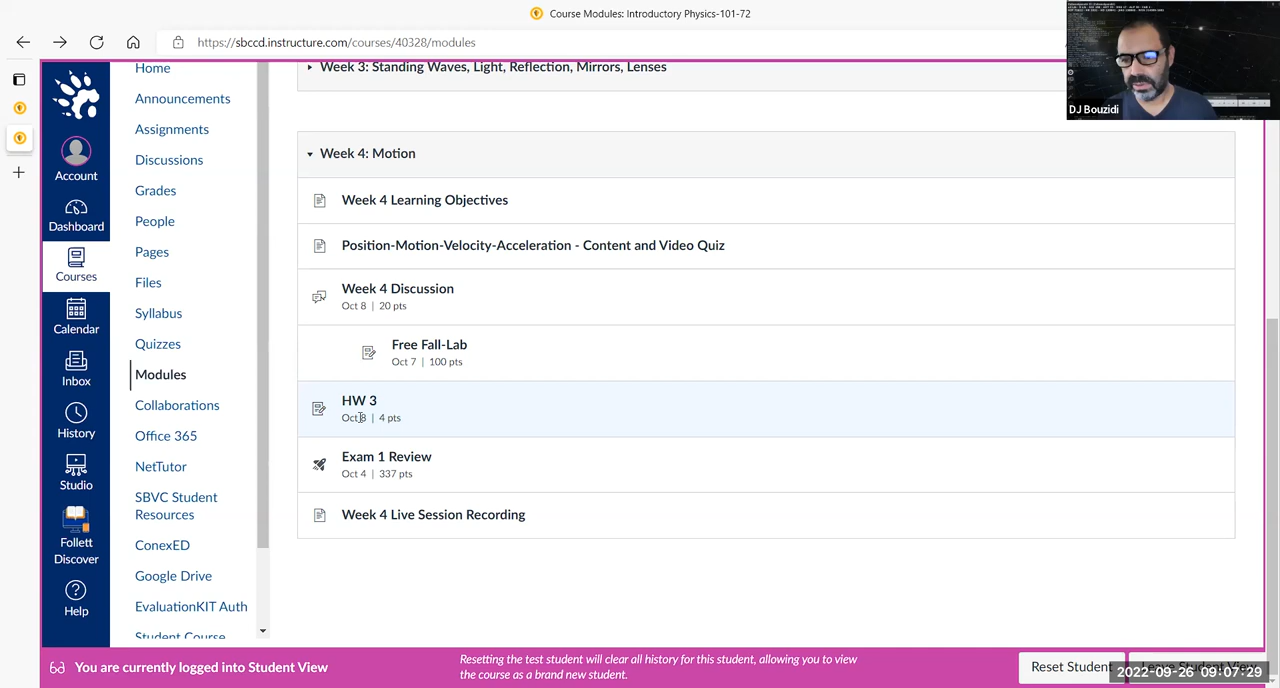 Course Modules: Introductory Physics-101-72
https://sbccd.instructure.com/courses/40328/modules
DJ Bouzidi
Account
Dashboard
Courses
Calendar
Inbox
History
Studio
Follett
Discover
Help
Home
Announcements
Assignments
Discussions
Grades
People
Pages
Files
Syllabus
Quizzes
Modules
Collaborations
Office 365
NetTutor
SBVC Student
Resources
ConexED
Google Drive
EvaluationKIT Auth
Student Course
Waves, Light, Reflection, Mirrors, Lenses
Week 4: Motion
Week 4 Learning Objectives
Position-Motion-Velocity-Acceleration - Content and Video Quiz
Week 4 Discussion
Oct 8 | 20 pts
Free Fall-Lab
Oct 7 | 100 pts
HW 3
Oct 8 | 4 pts
Exam 1 Review
Oct 4 | 337 pts
Week 4 Live Session Recording
You are currently logged into Student View
Resetting the test student will clear all history for this student, allowing you to view
the course as a brand new student.
Reset Student
Leave Student View
2022-09-26 09:07:29